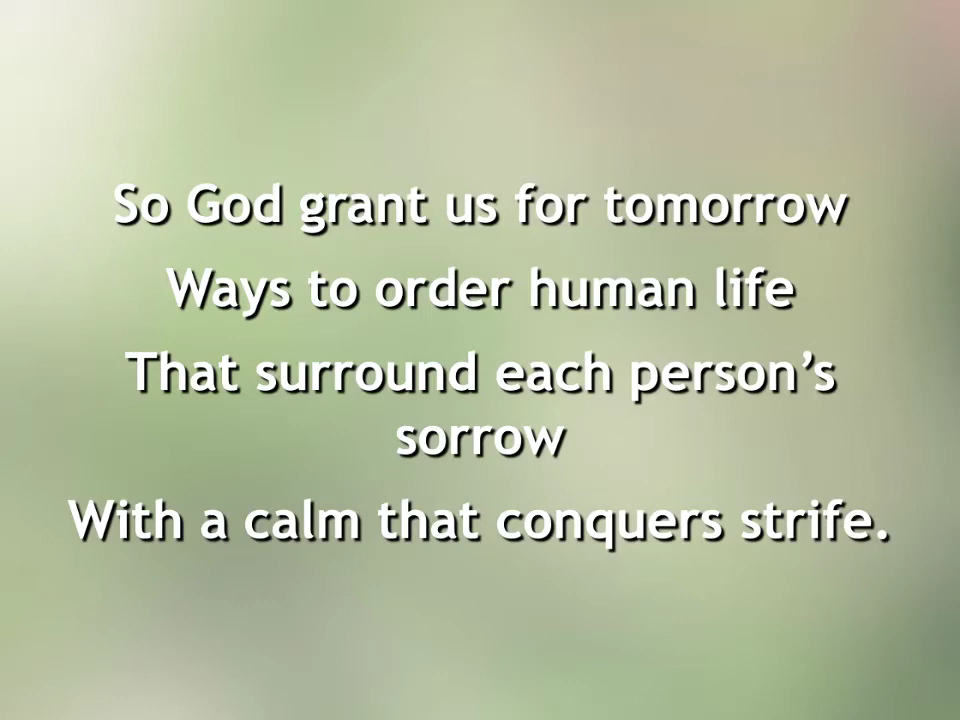 So God grant us for tomorrow
Ways to order human life
That surround each person’s
sorrow
With a calm that conquers strife.